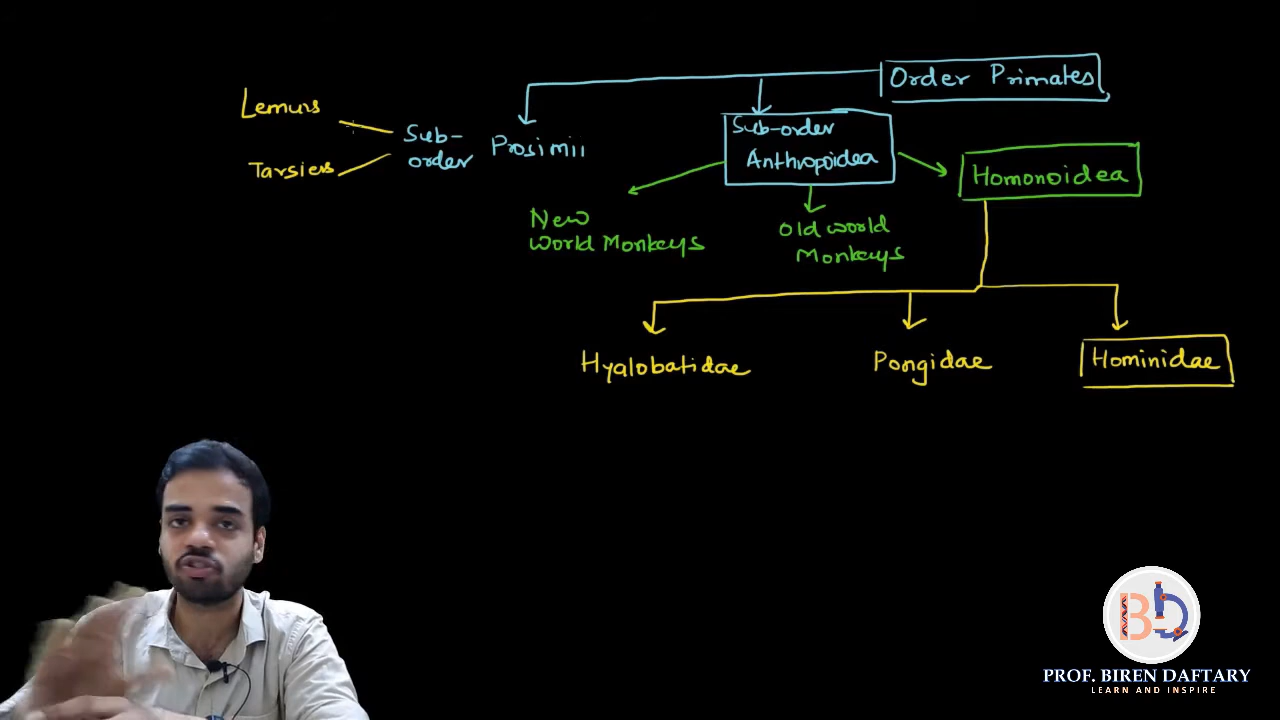 Order Primates
Lemurs
Tarsiers
Sub-
order
Prosimii
Sub-order
Anthropoidea
Homonoidea
New
World Monkeys
Old world
Monkeys
Hyalobatidae
Pongidae
Hominidae
BD
PROF. BIREN DAFTARY
LEARN AND INSPIRE